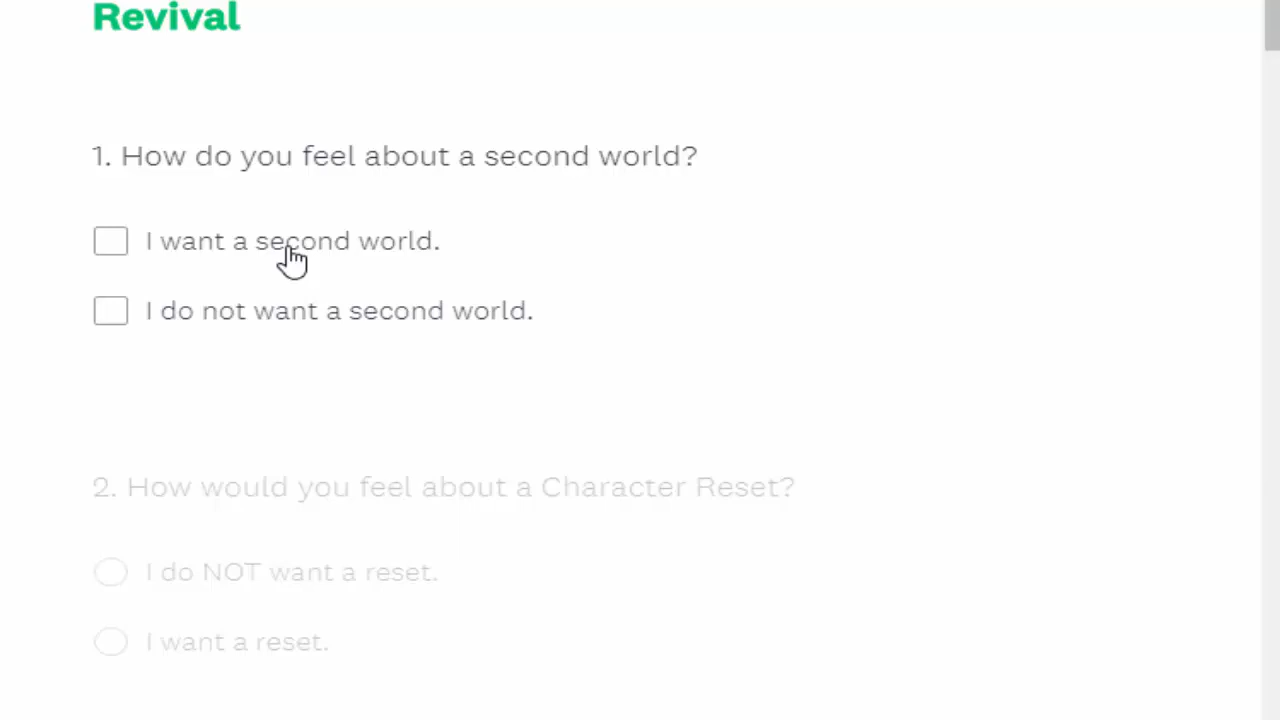 Revival
1. How do you feel about a second world?
I want a second world.
I do not want a second world.
2. How would you feel about a Character Reset?
I do NOT want a reset.
I want a reset.